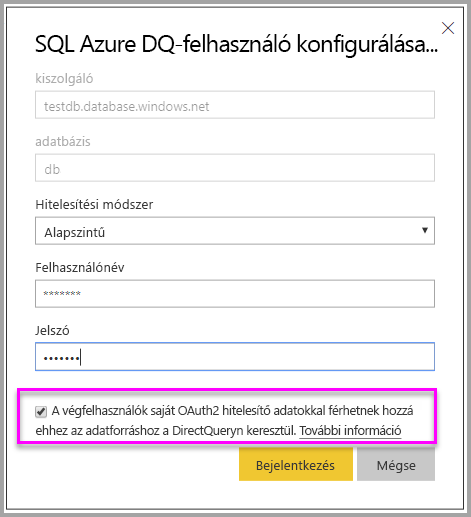 SQL Azure DQ-felhasználó konfigurálása...
kiszolgáló
testdb.database.windows.net
adatbázis
db
Hitelesítési módszer
Alapszintű
Felhasználónév
*******
Jelszó
•••••••
A végfelhasználók saját OAuth2 hitelesítő adatokkal férhetnek hozzá
ehhez az adatforráshoz a DirectQueryn keresztül. További információ
Bejelentkezés Mégse